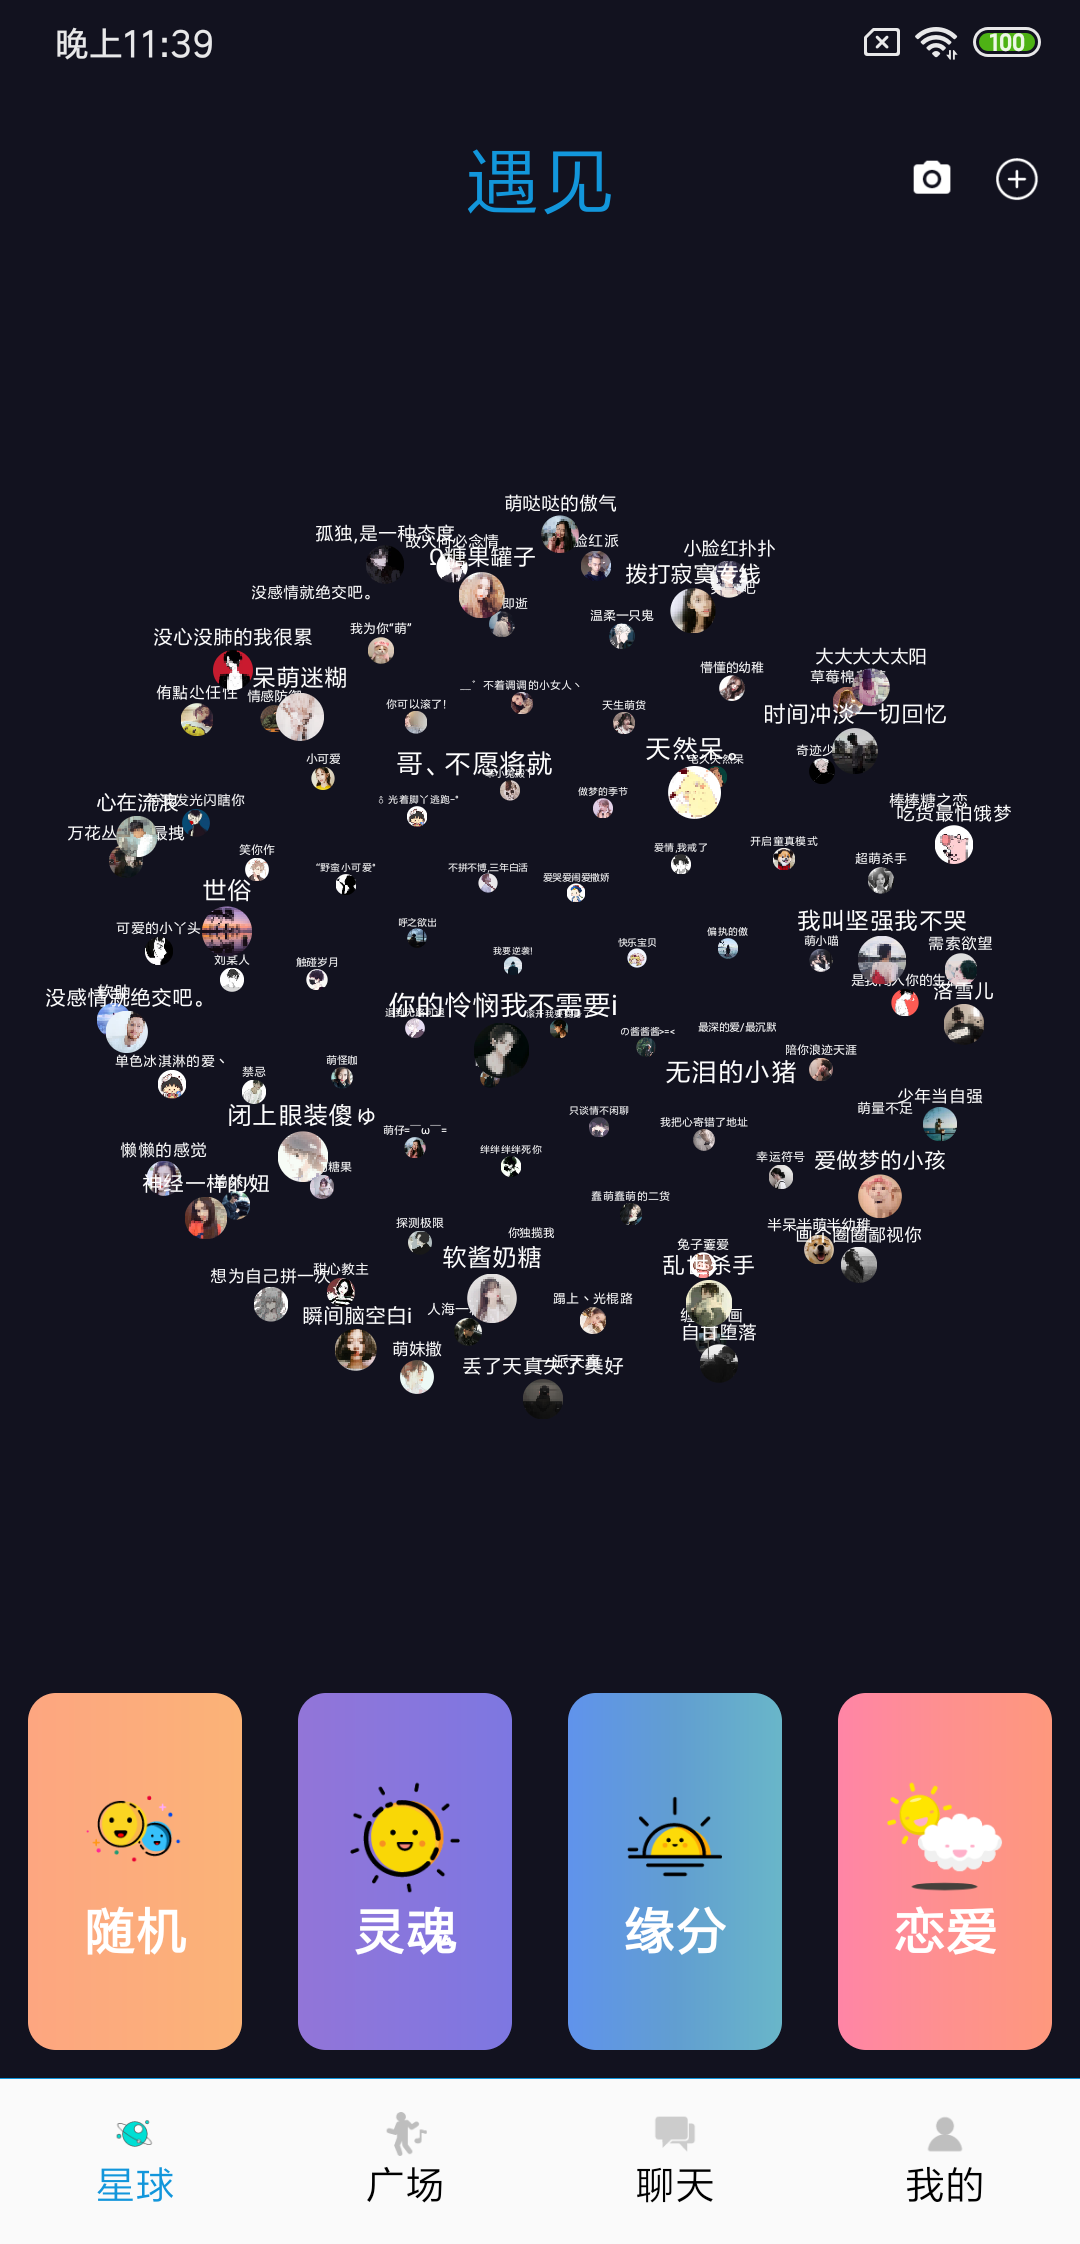 晚上11:39
100
遇见
萌哒哒的傲气
孤独,是一种态度
故人何必念情
脸红派
Ω糖果罐子
小脸红扑扑
拨打寂寞专线
没感情就绝交吧。
即逝
温柔一只鬼
我为你“萌”
没心没肺的我很累
呆萌迷糊
大大大大太阳
懵懂的幼稚
草莓棉
侑點尐任性
情感防御
你可以滚了!
不着调调的小女人丶
天生萌货
时间冲淡一切回忆
天然呆。
奇迹少
小可爱
哥、不愿将就
做梦的季节
δ 光着脚丫逃跑-°
心在流浪
发光闪瞎你
棒棒糖之恋
吃货最怕饿梦
万花丛
最拽
笑你作
“野蛮小可爱”
不拼不博,三年白活
爱哭爱闹爱撒娇
爱情,我戒了
开启童真模式
超萌杀手
世俗
可爱的小丫头
呼之欲出
我要逆袭!
快乐宝贝
偏执的傲
我叫坚强我不哭
萌小喵
需索欲望
刘某人
触碰岁月
没感情就绝交吧。
你的怜悯我不需要i
落雪儿
の酱酱酱>=<
最深的爱/最沉默
单色冰淇淋的爱丶
禁忌
萌怪咖
无泪的小猪
陪你浪迹天涯
闭上眼装傻ゅ
只谈情不闲聊
我把心寄错了地址
萌量不足
少年当自强
懒懒的感觉
萌仔=￣ω￣=
绊绊绊绊死你
幸运符号
爱做梦的小孩
神经一样的妞
糖果
蠢萌蠢萌的二货
探测极限
你独揽我
半呆半萌半幼稚
画个圈圈鄙视你
软酱奶糖
兔子霎爱
乱世杀手
想为自己拼一次
甜心教主
瞬间脑空白i
人海一
蹋上丶光棍路
自甘堕落
萌妹撒
丢了天真失了美好
随机
灵魂
缘分
恋爱
星球
广场
聊天
我的